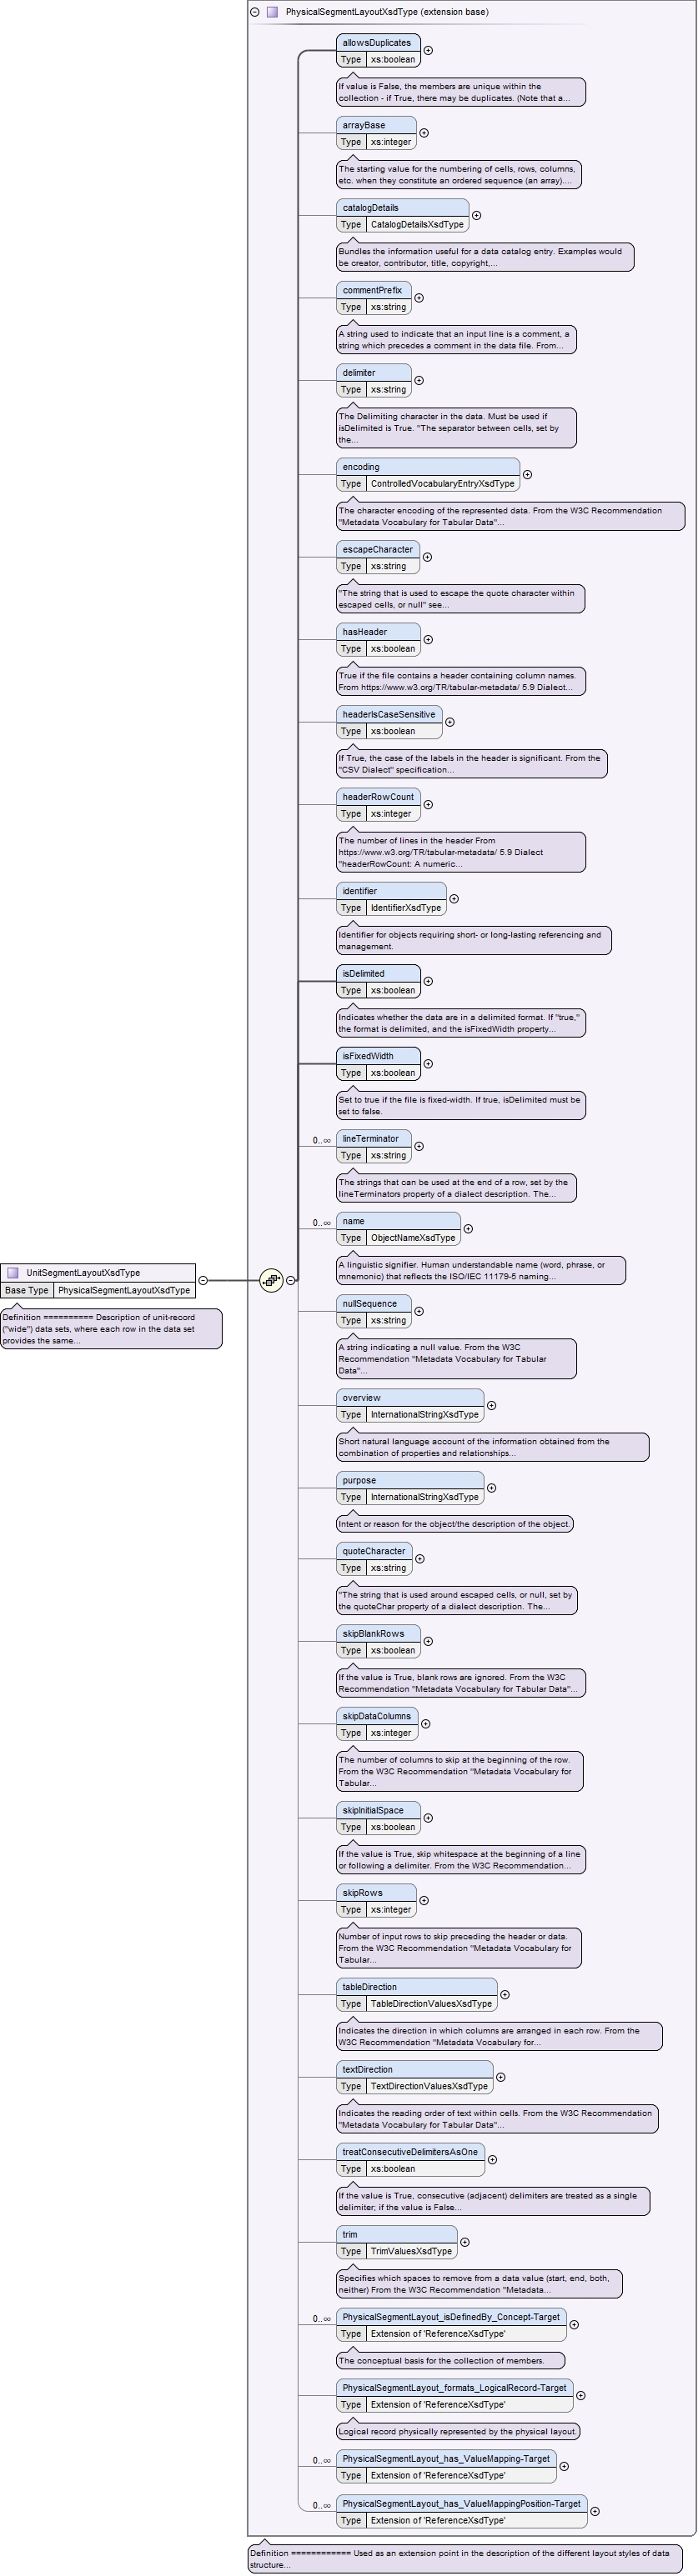 PhysicalSegmentLayoutXsdType (extension base)
allowsDuplicates
Type xs:boolean
If value is False, the members are unique within the
collection - if True, there may be duplicates. (Note that a...
arrayBase
Type xs:integer
The starting value for the numbering of cells, rows, columns,
etc. when they constitute an ordered sequence (an array)....
catalogDetails
Type CatalogDetailsXsdType
Bundles the information useful for a data catalog entry. Examples would
be creator, contributor, title, copyright,...
commentPrefix
Type xs:string
A string used to indicate that an input line is a comment, a
string which precedes a comment in the data file. From...
delimiter
Type xs:string
The Delimiting character in the data. Must be used if
isDelimited is True. "The separator between cells, set by
the...
encoding
Type ControlledVocabularyEntryXsdType
The character encoding of the represented data. From the W3C Recommendation
"Metadata Vocabulary for Tabular Data"...
escapeCharacter
Type xs:string
"The string that is used to escape the quote character within
escaped cells, or null" see...
hasHeader
Type xs:boolean
True if the file contains a header containing column names.
From https://www.w3.org/TR/tabular-metadata/ 5.9 Dialect...
headerIsCaseSensitive
Type xs:boolean
If True, the case of the labels in the header is significant. From the
"CSV Dialect" specification...
headerRowCount
Type xs:integer
The number of lines in the header From
https://www.w3.org/TR/tabular-metadata/ 5.9 Dialect
"headerRowCount: A numeric...
identifier
Type IdentifierXsdType
Identifier for objects requiring short- or long-lasting referencing and
management.
isDelimited
Type xs:boolean
Indicates whether the data are in a delimited format. If "true,"
the format is delimited, and the isFixedWidth property...
isFixedWidth
Type xs:boolean
Set to true if the file is fixed-width. If true, isDelimited must be
set to false.
0..∞ lineTerminator
Type xs:string
The strings that can be used at the end of a row, set by the
lineTerminators property of a dialect description. The...
0..∞ name
Type ObjectNameXsdType
A linguistic signifier. Human understandable name (word, phrase, or
mnemonic) that reflects the ISO/IEC 11179-5 naming...
UnitSegmentLayoutXsdType
Base Type PhysicalSegmentLayoutXsdType
Definition ========== Description of unit-record
("wide") data sets, where each row in the data set
provides the same...
nullSequence
Type xs:string
A string indicating a null value. From the W3C
Recommendation "Metadata Vocabulary for Tabular
Data"...
overview
Type InternationalStringXsdType
Short natural language account of the information obtained from the
combination of properties and relationships...
purpose
Type InternationalStringXsdType
Intent or reason for the object/the description of the object.
quoteCharacter
Type xs:string
"The string that is used around escaped cells, or null, set by
the quoteChar property of a dialect description. The...
skipBlankRows
Type xs:boolean
If the value is True, blank rows are ignored. From the W3C
Recommendation "Metadata Vocabulary for Tabular Data"...
skipDataColumns
Type xs:integer
The number of columns to skip at the beginning of the row.
From the W3C Recommendation "Metadata Vocabulary for
Tabular...
skipInitialSpace
Type xs:boolean
If the value is True, skip whitespace at the beginning of a line
or following a delimiter. From the W3C Recommendation...
skipRows
Type xs:integer
Number of input rows to skip preceding the header or data.
From the W3C Recommendation "Metadata Vocabulary for
Tabular...
tableDirection
Type TableDirectionValuesXsdType
Indicates the direction in which columns are arranged in each row. From the
W3C Recommendation "Metadata Vocabulary for...
textDirection
Type TextDirectionValuesXsdType
Indicates the reading order of text within cells. From the W3C Recommendation
"Metadata Vocabulary for Tabular Data"...
treatConsecutiveDelimitersAsOne
Type xs:boolean
If the value is True, consecutive (adjacent) delimiters are treated as a single
delimiter; if the value is False...
trim
Type TrimValuesXsdType
Specifies which spaces to remove from a data value (start, end, both,
neither) From the W3C Recommendation "Metadata...
0..∞ PhysicalSegmentLayout_isDefinedBy_Concept-Target
Type Extension of 'ReferenceXsdType'
The conceptual basis for the collection of members.
PhysicalSegmentLayout_formats_LogicalRecord-Target
Type Extension of 'ReferenceXsdType'
Logical record physically represented by the physical layout.
0..∞ PhysicalSegmentLayout_has_ValueMapping-Target
Type Extension of 'ReferenceXsdType'
0..∞ PhysicalSegmentLayout_has_ValueMappingPosition-Target
Type Extension of 'ReferenceXsdType'
Definition ============ Used as an extension point in the description of the different layout styles of data
structure...